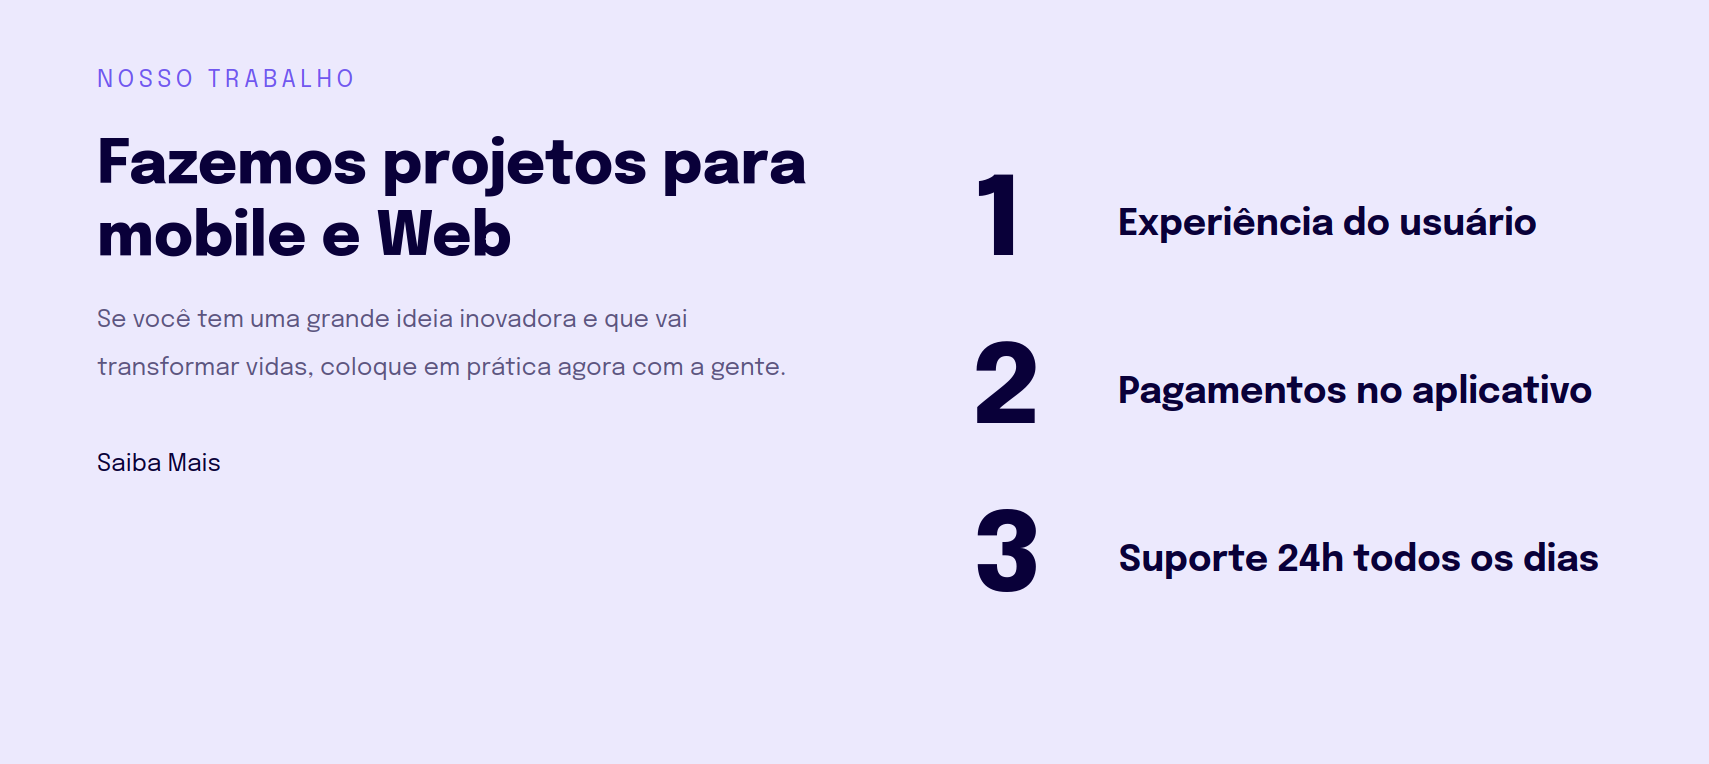 NOSSO TRABALHO
Fazemos projetos para
mobile e Web
Se você tem uma grande ideia inovadora e que vai
transformar vidas, coloque em prática agora com a gente.
Saiba Mais
1 Experiência do usuário
2 Pagamentos no aplicativo
3 Suporte 24h todos os dias